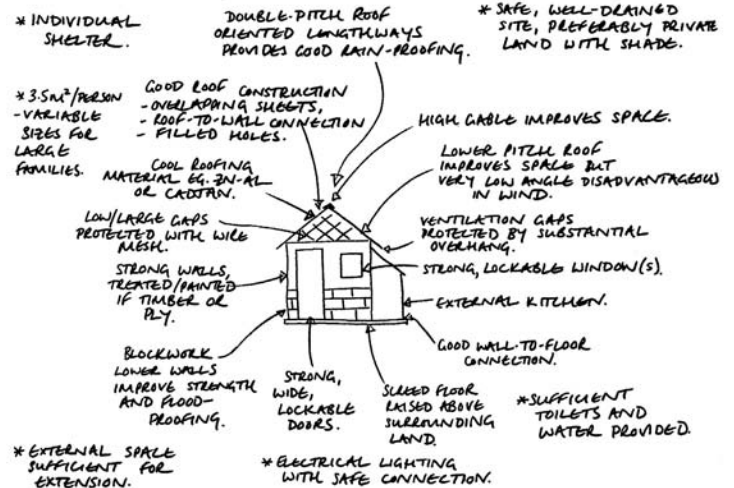 * INDIVIDUAL
SHELTER.
DOUBLE-PITCH ROOF
ORIENTED LENGTHWAYS
PROVIDES GOOD RAIN-PROOFING.
* SAFE, WELL-DRAINED
SITE, PREFERABLY PRIVATE
LAND WITH SHADE.
* 3.5m²/PERSON
- VARIABLE
SIZES FOR
LARGE
FAMILIES.
GOOD ROOF CONSTRUCTION
- OVERLAPPING SHEETS,
- ROOF-TO-WALL CONNECTION
- FILLED HOLES.
HIGH GABLE IMPROVES SPACE.
COOL ROOFING
MATERIAL EG. ZN-AL
OR CADJAN.
LOWER PITCH ROOF
IMPROVES SPACE BUT
VERY LOW ANGLE DISADVANTAGEOUS
IN WIND.
LOW/LARGE GAPS
PROTECTED WITH WIRE
MESH.
VENTILATION GAPS
PROTECTED BY SUBSTANTIAL
OVERHANG.
STRONG WALLS,
TREATED/PAINTED
IF TIMBER OR
PLY.
STRONG, LOCKABLE WINDOW(S).
EXTERNAL KITCHEN.
GOOD WALL-TO-FLOOR
CONNECTION.
BLOCKWORK
LOWER WALLS
IMPROVE STRENGTH
AND FLOOD-
PROOFING.
STRONG,
WIDE,
LOCKABLE
DOORS.
SCREED FLOOR
RAISED ABOVE
SURROUNDING
LAND.
* SUFFICIENT
TOILETS AND
WATER PROVIDED.
* EXTERNAL SPACE
SUFFICIENT FOR
EXTENSION.
* ELECTRICAL LIGHTING
WITH SAFE CONNECTION.